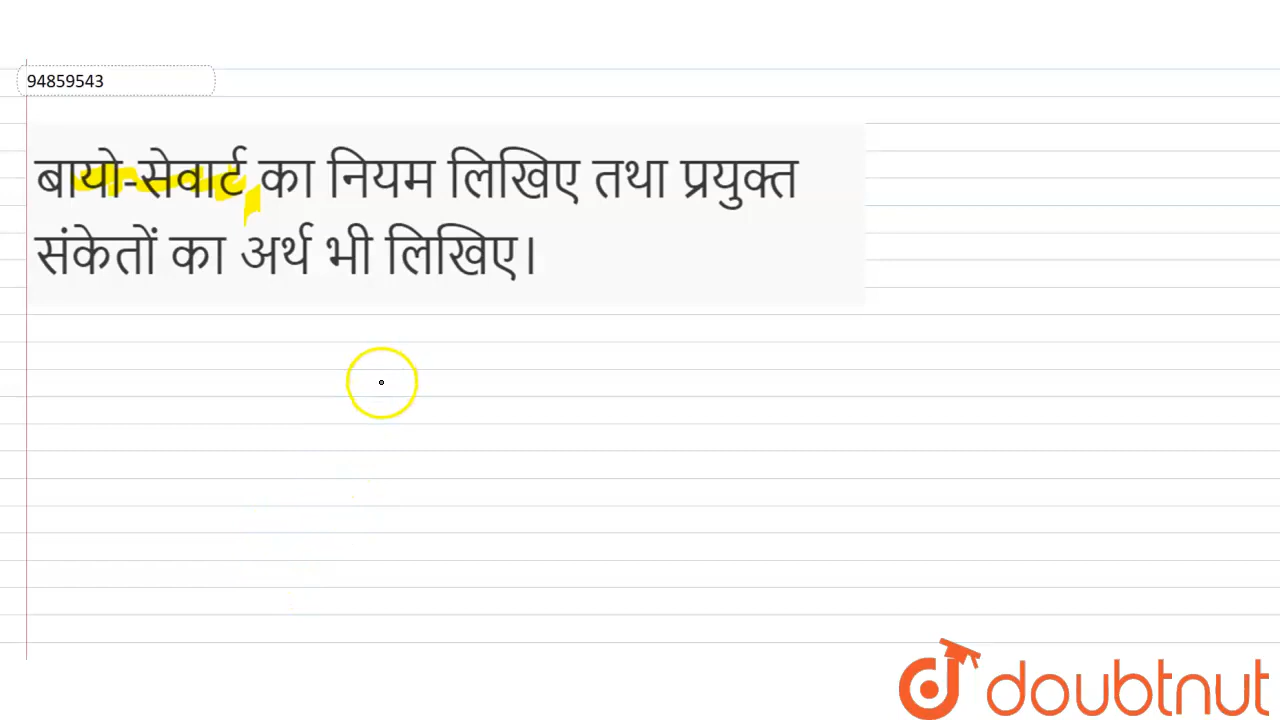 94859543
बायो-सेवार्ट का नियम लिखिए तथा प्रयुक्त
संकेतों का अर्थ भी लिखिए।
doubtnut